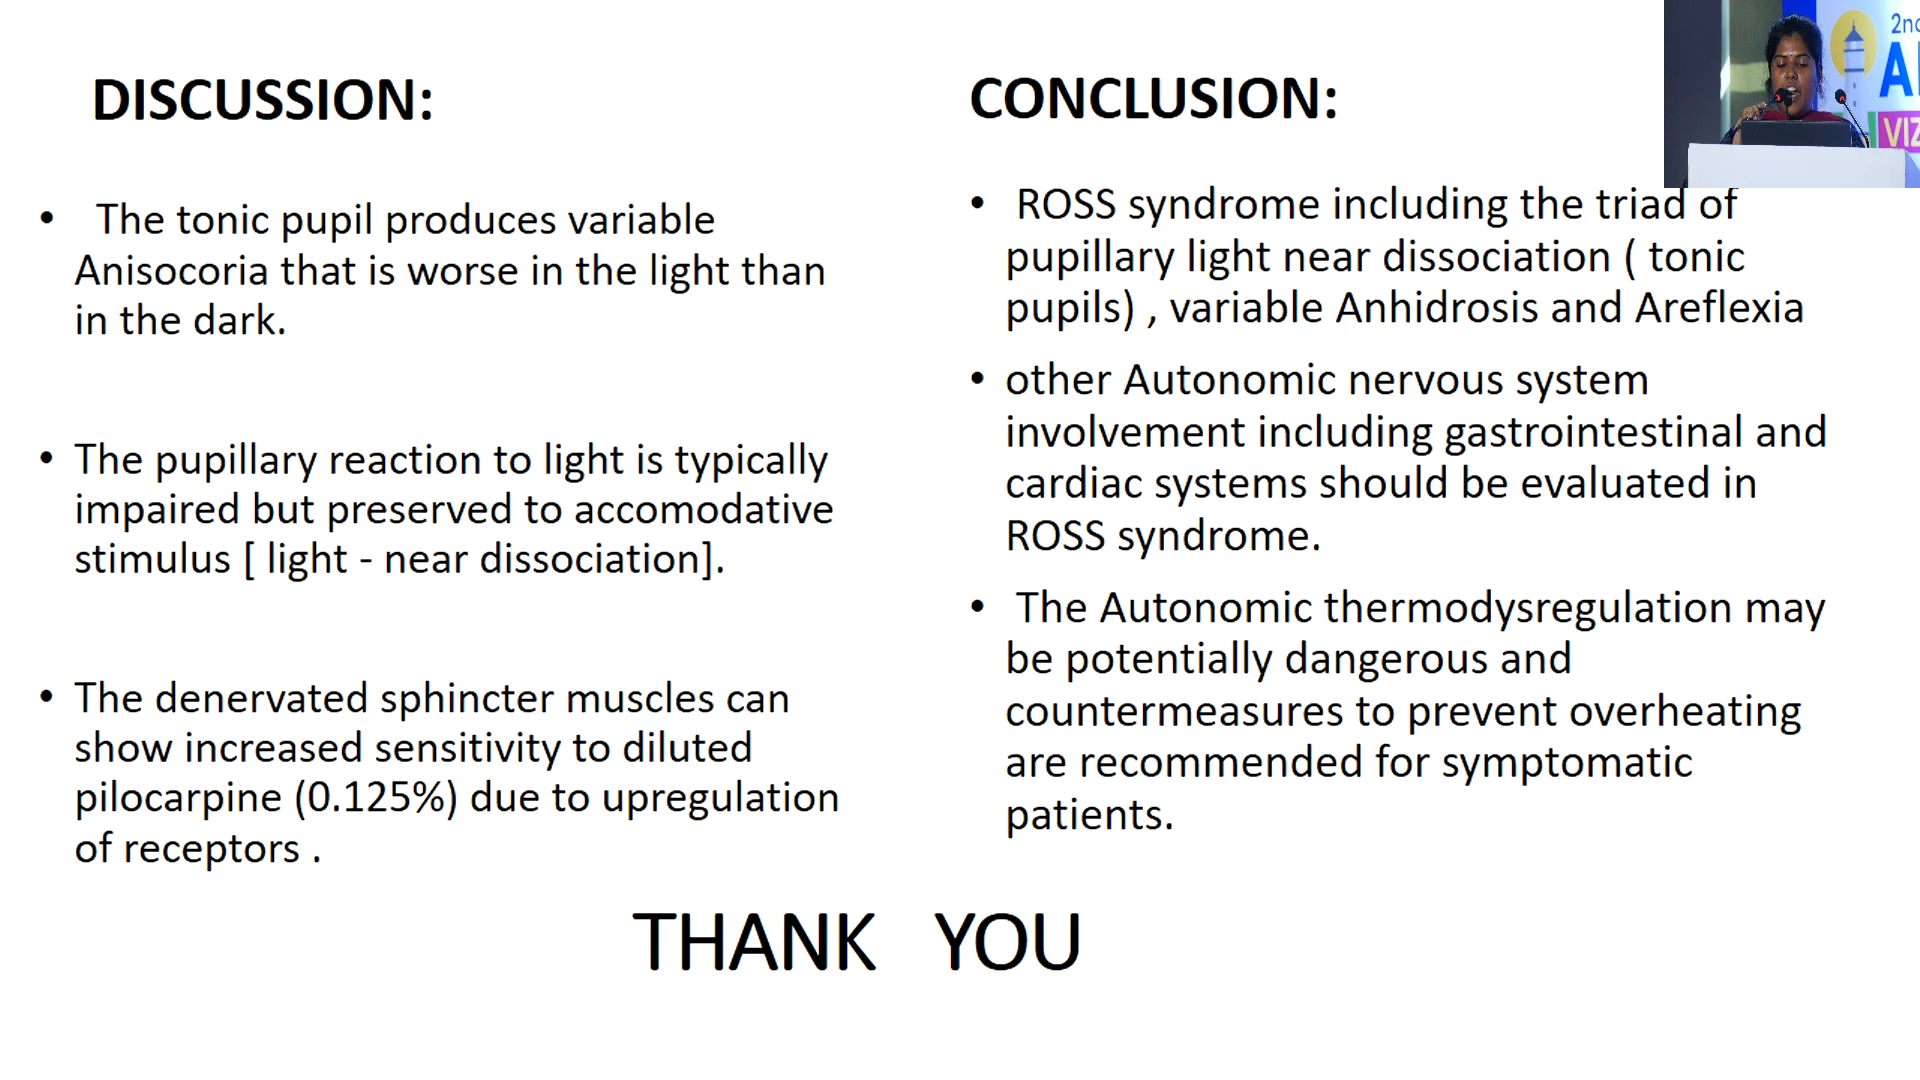 DISCUSSION:
• The tonic pupil produces variable
Anisocoria that is worse in the light than
in the dark.
• The pupillary reaction to light is typically
impaired but preserved to accomodative
stimulus [ light - near dissociation].
• The denervated sphincter muscles can
show increased sensitivity to diluted
pilocarpine (0.125%) due to upregulation
of receptors .
CONCLUSION:
• ROSS syndrome including the triad of
pupillary light near dissociation ( tonic
pupils) , variable Anhidrosis and Areflexia
• other Autonomic nervous system
involvement including gastrointestinal and
cardiac systems should be evaluated in
ROSS syndrome.
• The Autonomic thermodysregulation may
be potentially dangerous and
countermeasures to prevent overheating
are recommended for symptomatic
patients.
THANK YOU